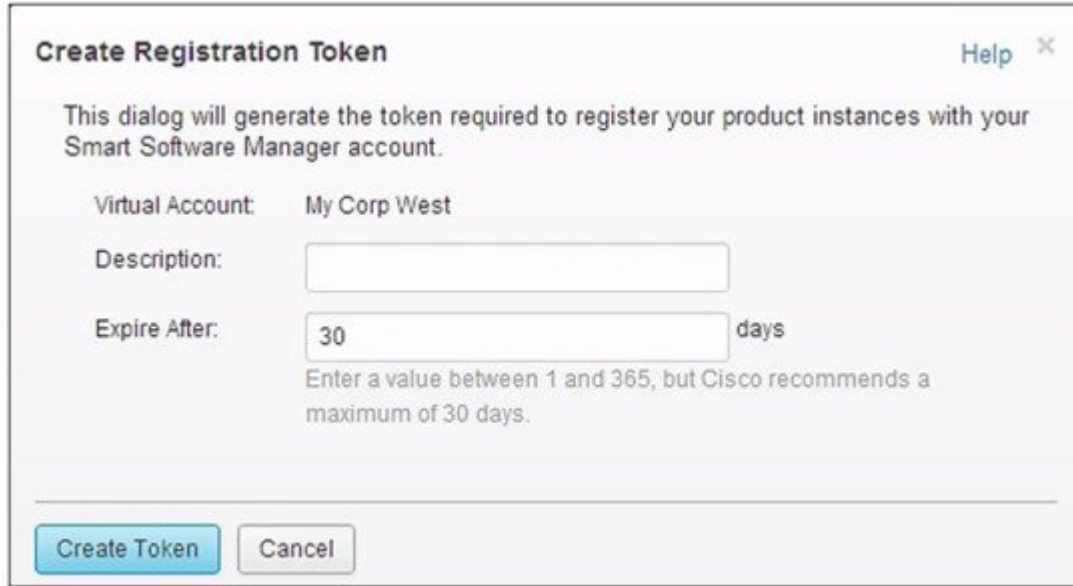 Create Registration Token
Help ×
This dialog will generate the token required to register your product instances with your
Smart Software Manager account.
Virtual Account: My Corp West
Description:
Expire After: 30 days
Enter a value between 1 and 365, but Cisco recommends a
maximum of 30 days.
Create Token Cancel